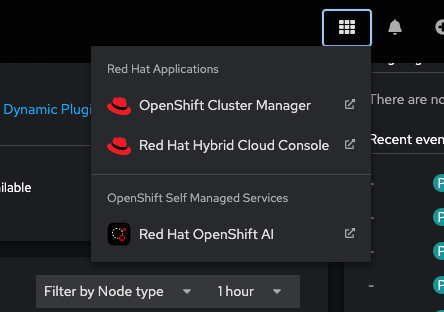 Red Hat Applications
OpenShift Cluster Manager
Red Hat Hybrid Cloud Console
OpenShift Self Managed Services
Red Hat OpenShift AI
Dynamic Plugi
ailable
There are no
Recent even
-
-
-
-
Filter by Node type
1 hour